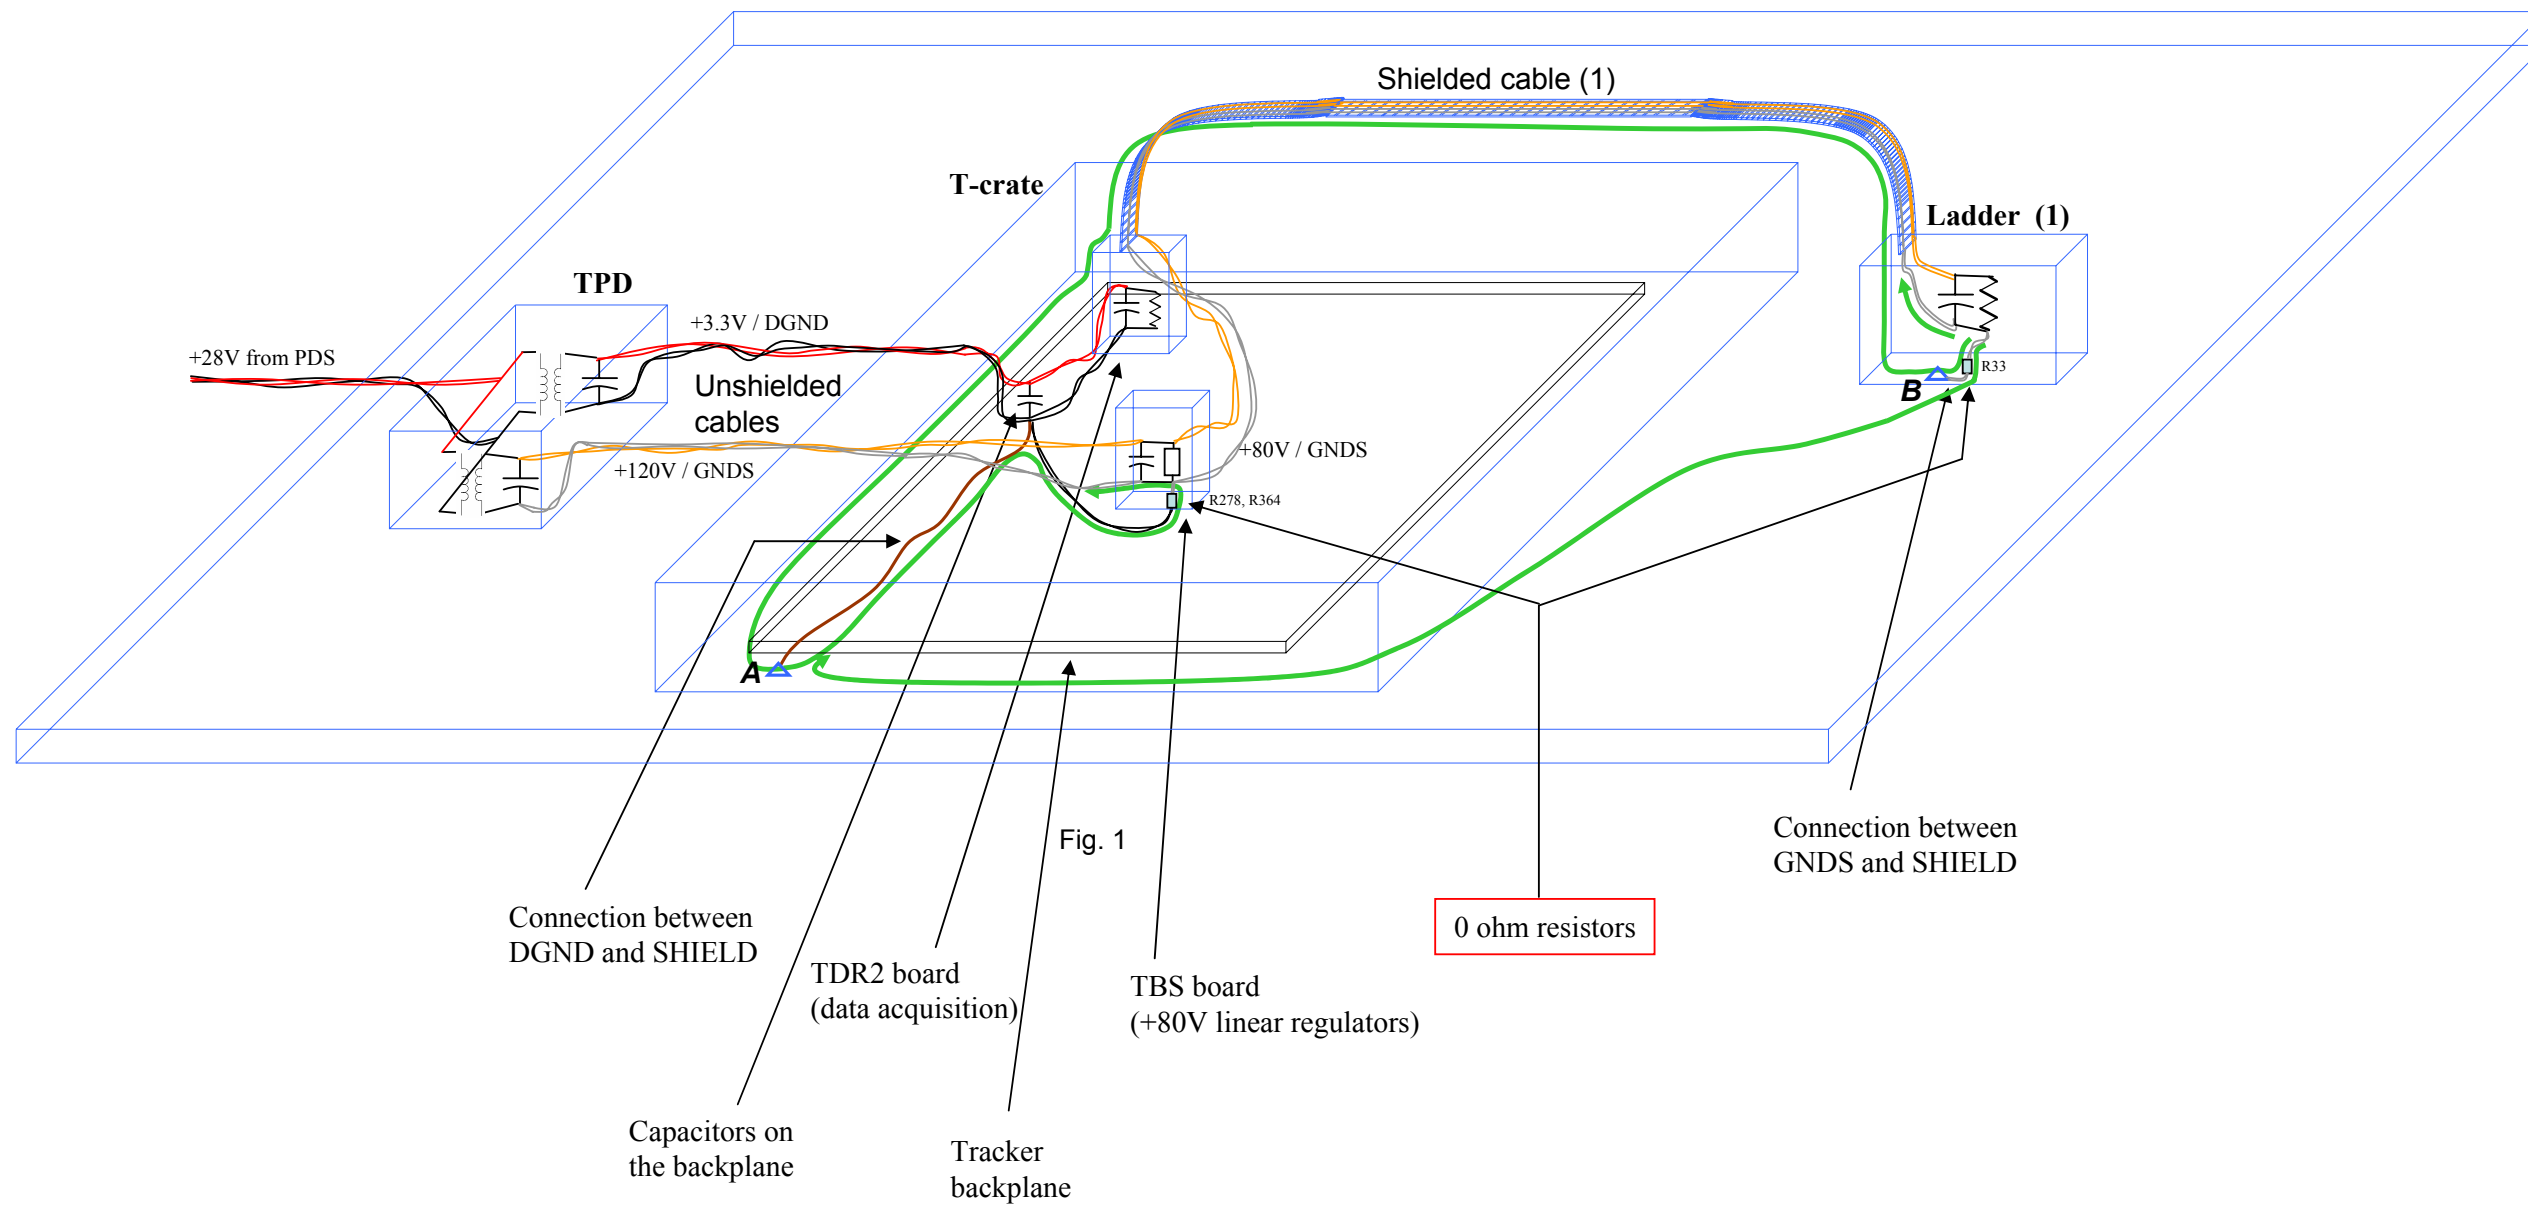 Shielded cable (1)
T-crate
Ladder (1)
TPD
+3.3V / DGND
+28V from PDS
Unshielded
cables
R33
B
+120V / GNDS
+80V / GNDS
R278, R364
A
Fig. 1
Connection between
GNDS and SHIELD
Connection between
DGND and SHIELD
0 ohm resistors
TDR2 board
(data acquisition)
TBS board
(+80V linear regulators)
Capacitors on
the backplane
Tracker
backplane